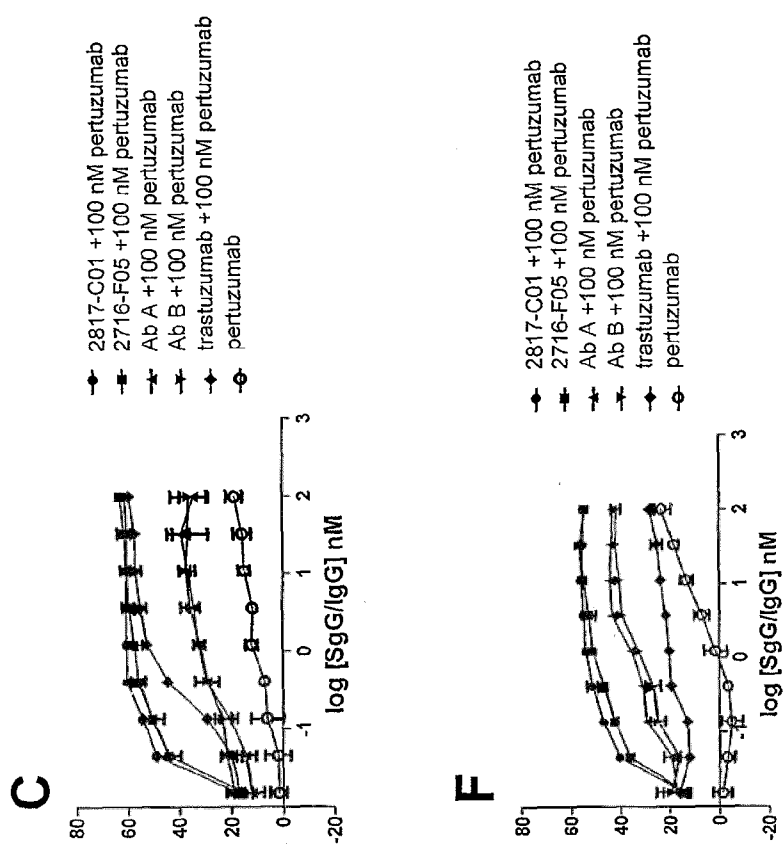 C
2817-C01 +100 nM pertuzumab
2716-F05 +100 nM pertuzumab
Ab A +100 nM pertuzumab
Ab B +100 nM pertuzumab
trastuzumab +100 nM pertuzumab
pertuzumab
80
60
40
20
0
-20
-1 0 1 2 3
log [SgG/IgG] nM
F
2817-C01 +100 nM pertuzumab
2716-F05 +100 nM pertuzumab
Ab A +100 nM pertuzumab
Ab B +100 nM pertuzumab
trastuzumab +100 nM pertuzumab
pertuzumab
80
60
40
20
0
-20
-1 0 1 2 3
log [SgG/IgG] nM